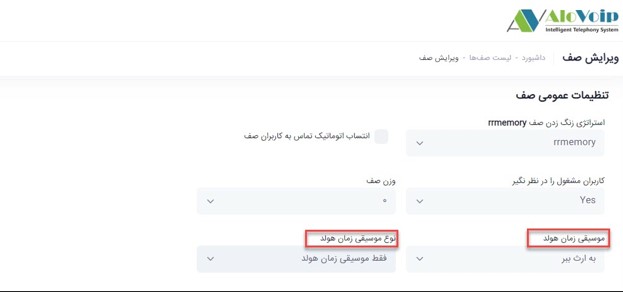 AloVoip
Intelligent Telephony System
ویرایش صف داشبورد - لیست صف‌ها - ویرایش صف
تنظیمات عمومی صف
استراتژی زنگ زدن صف rrmemory
rrmemory
انتساب اتوماتیک تماس به کاربران صف
کاربران مشغول را در نظر نگیر
Yes
وزن صف
۰
موسیقی زمان هولد
به ارث ببر
نوع موسیقی زمان هولد
فقط موسیقی زمان هولد